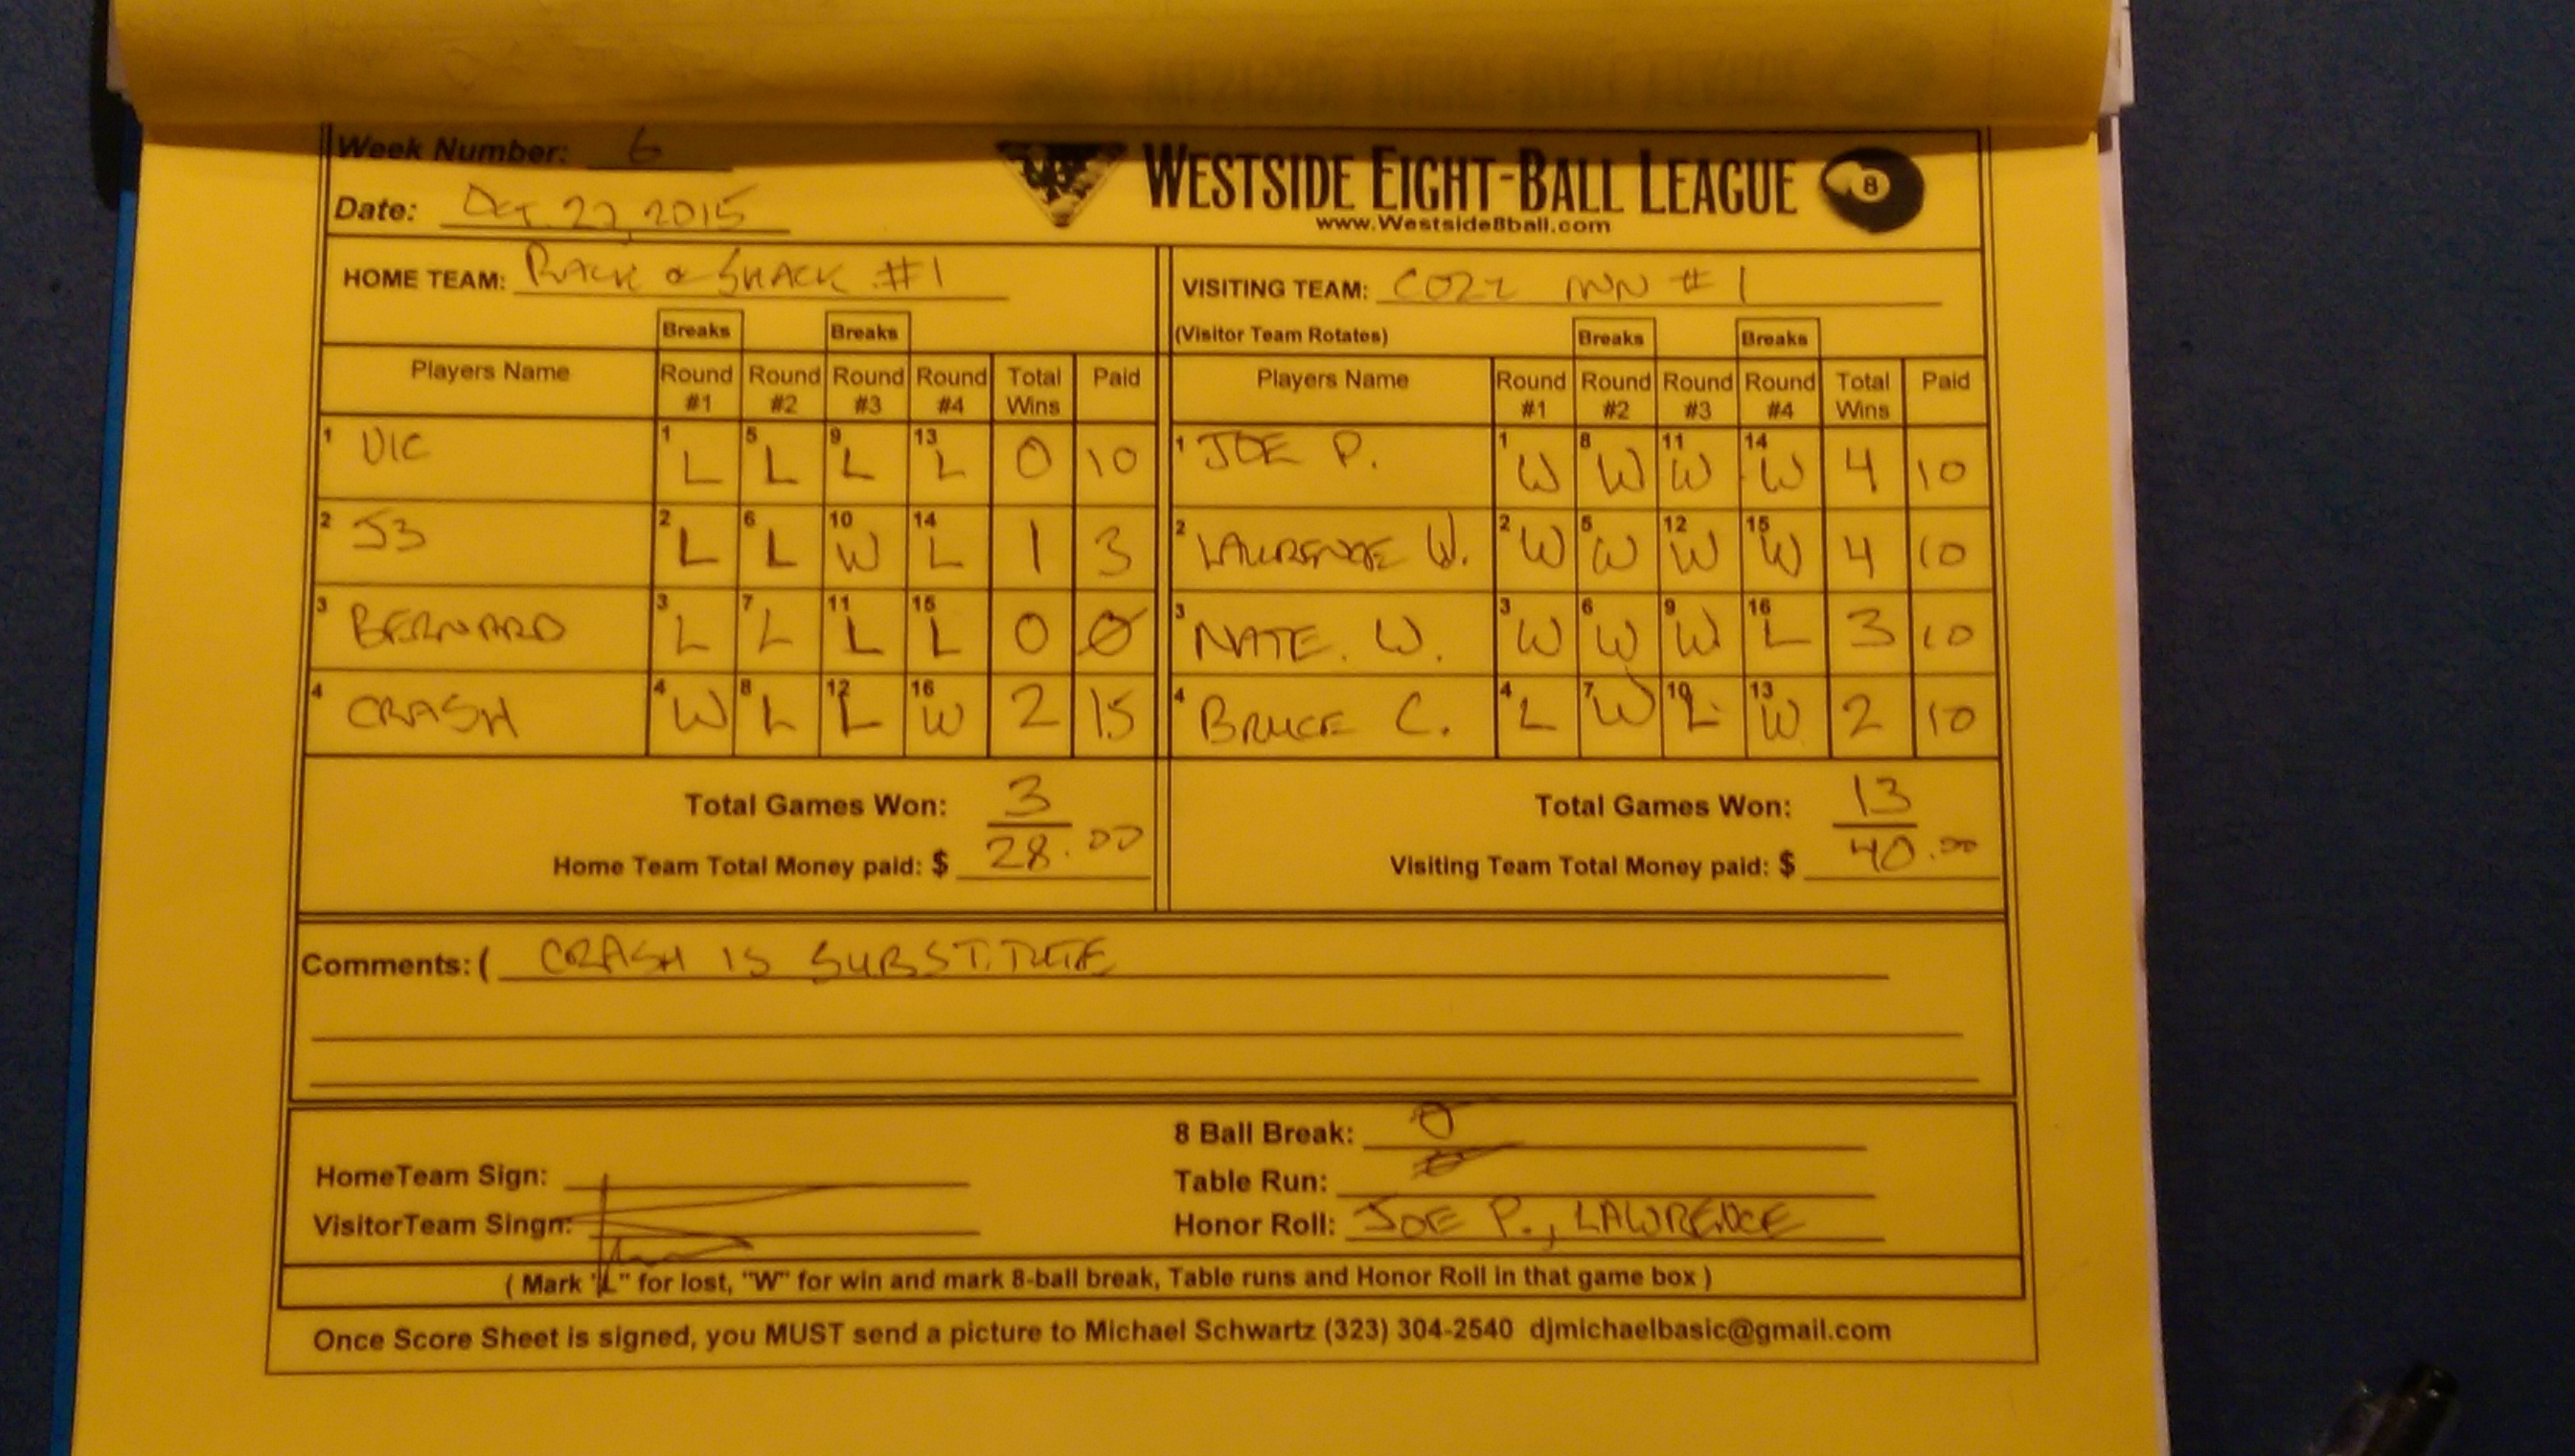 Week Number: 6
WESTSIDE EIGHT-BALL LEAGUE 8
Date: Oct. 22, 2015
www.Westside8ball.com
HOME TEAM: RACK & SHACK #1
VISITING TEAM: COZZ INN #1
Breaks Breaks
(Visitor Team Rotates) Breaks Breaks
Players Name Round #1 Round #2 Round #3 Round #4 Total Wins Paid
Players Name Round #1 Round #2 Round #3 Round #4 Total Wins Paid
1 VIC 1 L 5 L 9 L 13 L 0 10
1 JOE P. 1 W 8 W 11 W 14 W 4 10
2 J3 2 L 6 L 10 W 14 L 1 3
2 LAWRENCE W. 2 W 5 W 12 W 15 W 4 10
3 BERNARD 3 L 7 L 11 L 15 L 0 0
3 NATE. W. 3 W 6 W 9 W 16 L 3 10
4 CRASH 4 W 8 L 12 L 16 W 2 15
4 BRUCE C. 4 L 7 W 10 L 13 W 2 10
Total Games Won: 3
Total Games Won: 13
Home Team Total Money paid: $ 28.00
Visiting Team Total Money paid: $ 40.00
Comments: ( CRASH IS SUBSTITUTE
8 Ball Break: 0
HomeTeam Sign:
Table Run: 0
VisitorTeam Singn:
Honor Roll: JOE P., LAWRENCE
( Mark "L" for lost, "W" for win and mark 8-ball break, Table runs and Honor Roll in that game box )
Once Score Sheet is signed, you MUST send a picture to Michael Schwartz (323) 304-2540 djmichaelbasic@gmail.com